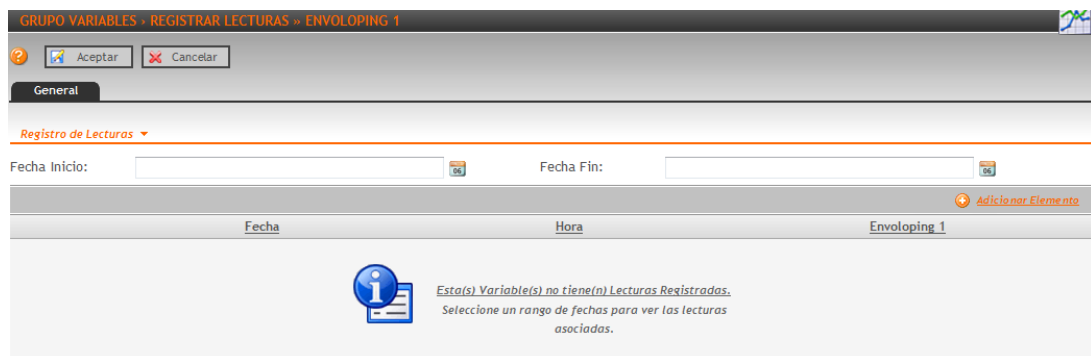 GRUPO VARIABLES › REGISTRAR LECTURAS » ENVOLOPING 1
Aceptar Cancelar
General
Registro de Lecturas
Fecha Inicio: 06 Fecha Fin: 06
Adicionar Elemento
Fecha Hora Envoloping 1
Esta(s) Variable(s) no tiene(n) Lecturas Registradas.
Seleccione un rango de fechas para ver las lecturas
asociadas.